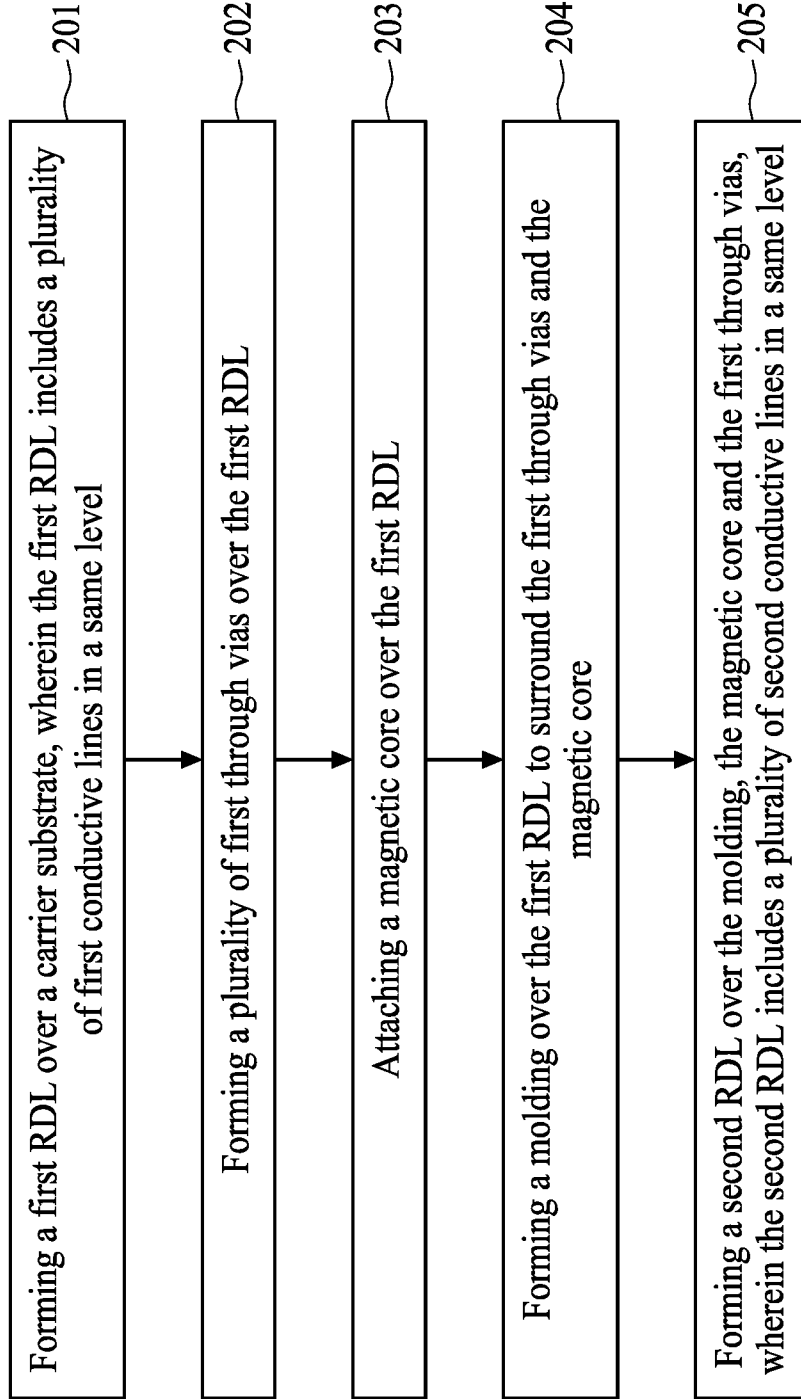 Forming a first RDL over a carrier substrate, wherein the first RDL includes a plurality
of first conductive lines in a same level
201
Forming a plurality of first through vias over the first RDL
202
Attaching a magnetic core over the first RDL
203
Forming a molding over the first RDL to surround the first through vias and the
magnetic core
204
Forming a second RDL over the molding, the magnetic core and the first through vias,
wherein the second RDL includes a plurality of second conductive lines in a same level
205